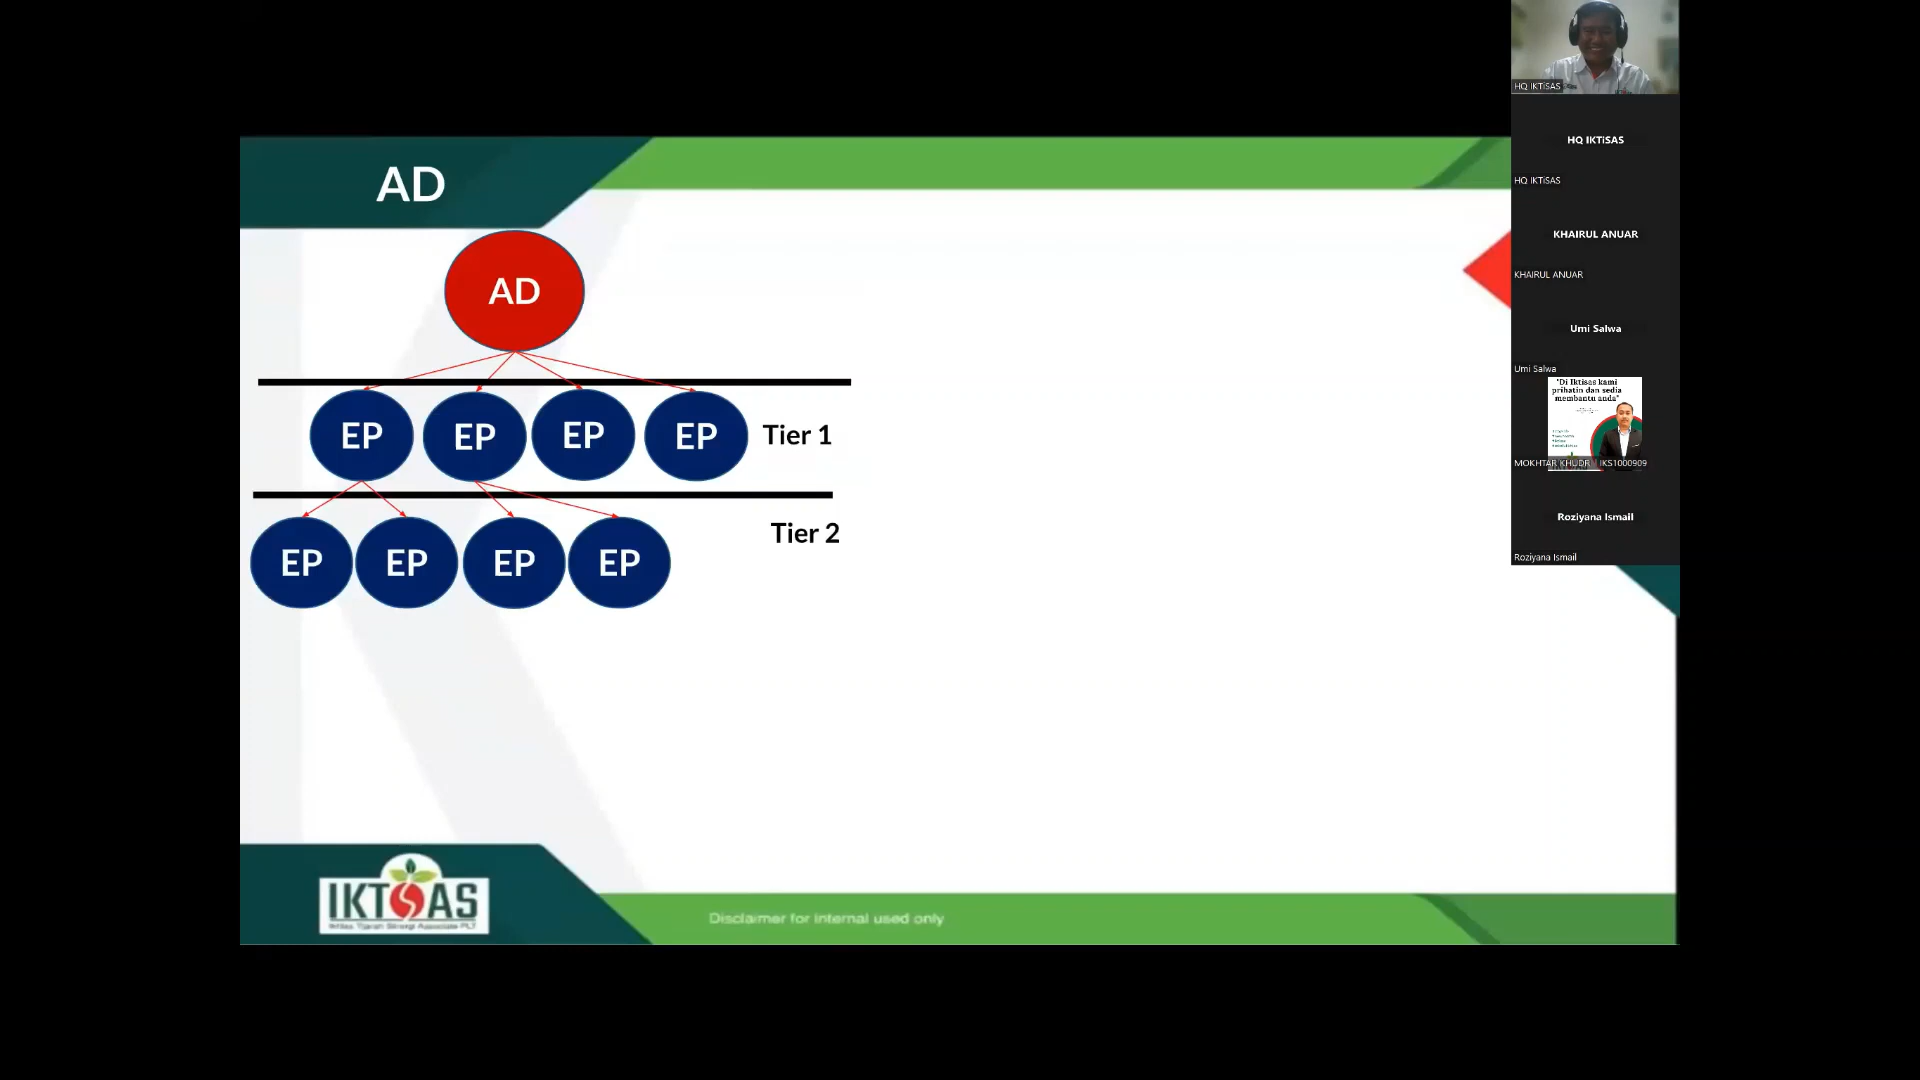 AD
AD
EP EP EP EP Tier 1
Tier 2
EP EP EP EP
IKTSAS
Disclaimer for internal used only
HQ IKTiSAS
HQ IKTiSAS
HQ IKTiSAS
KHAIRUL ANUAR
KHAIRUL ANUAR
Umi Salwa
Umi Salwa
"Di Iktisas kami
prihatin dan sedia
membantu anda"
MOKHTAR KHUDRI IKS1000909
Roziyana Ismail
Roziyana Ismail